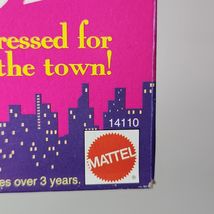 ressed for
the town!
14110
MATTEL
es over 3 years.